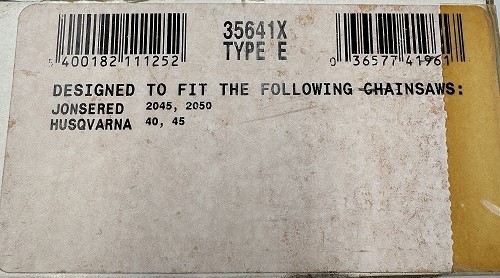 35641X
TYPE E
5 400182 111252
0 36577 41961
DESIGNED TO FIT THE FOLLOWING CHAINSAWS:
JONSERED 2045, 2050
HUSQVARNA 40, 45